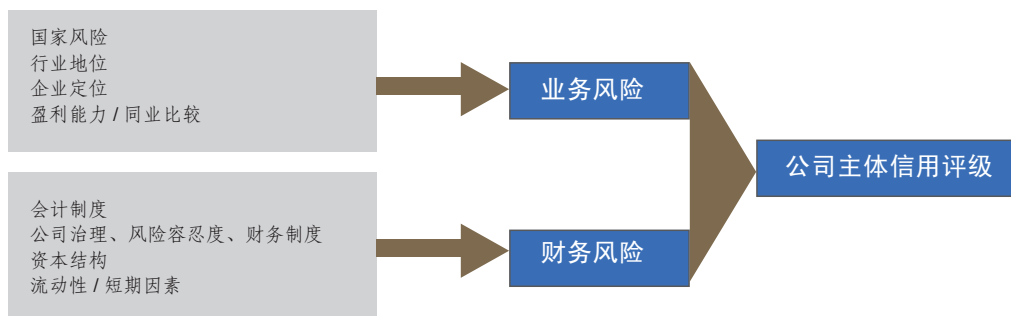 国家风险
行业地位
企业定位
盈利能力 / 同业比较
业务风险
公司主体信用评级
会计制度
公司治理、风险容忍度、财务制度
资本结构
流动性 / 短期因素
财务风险